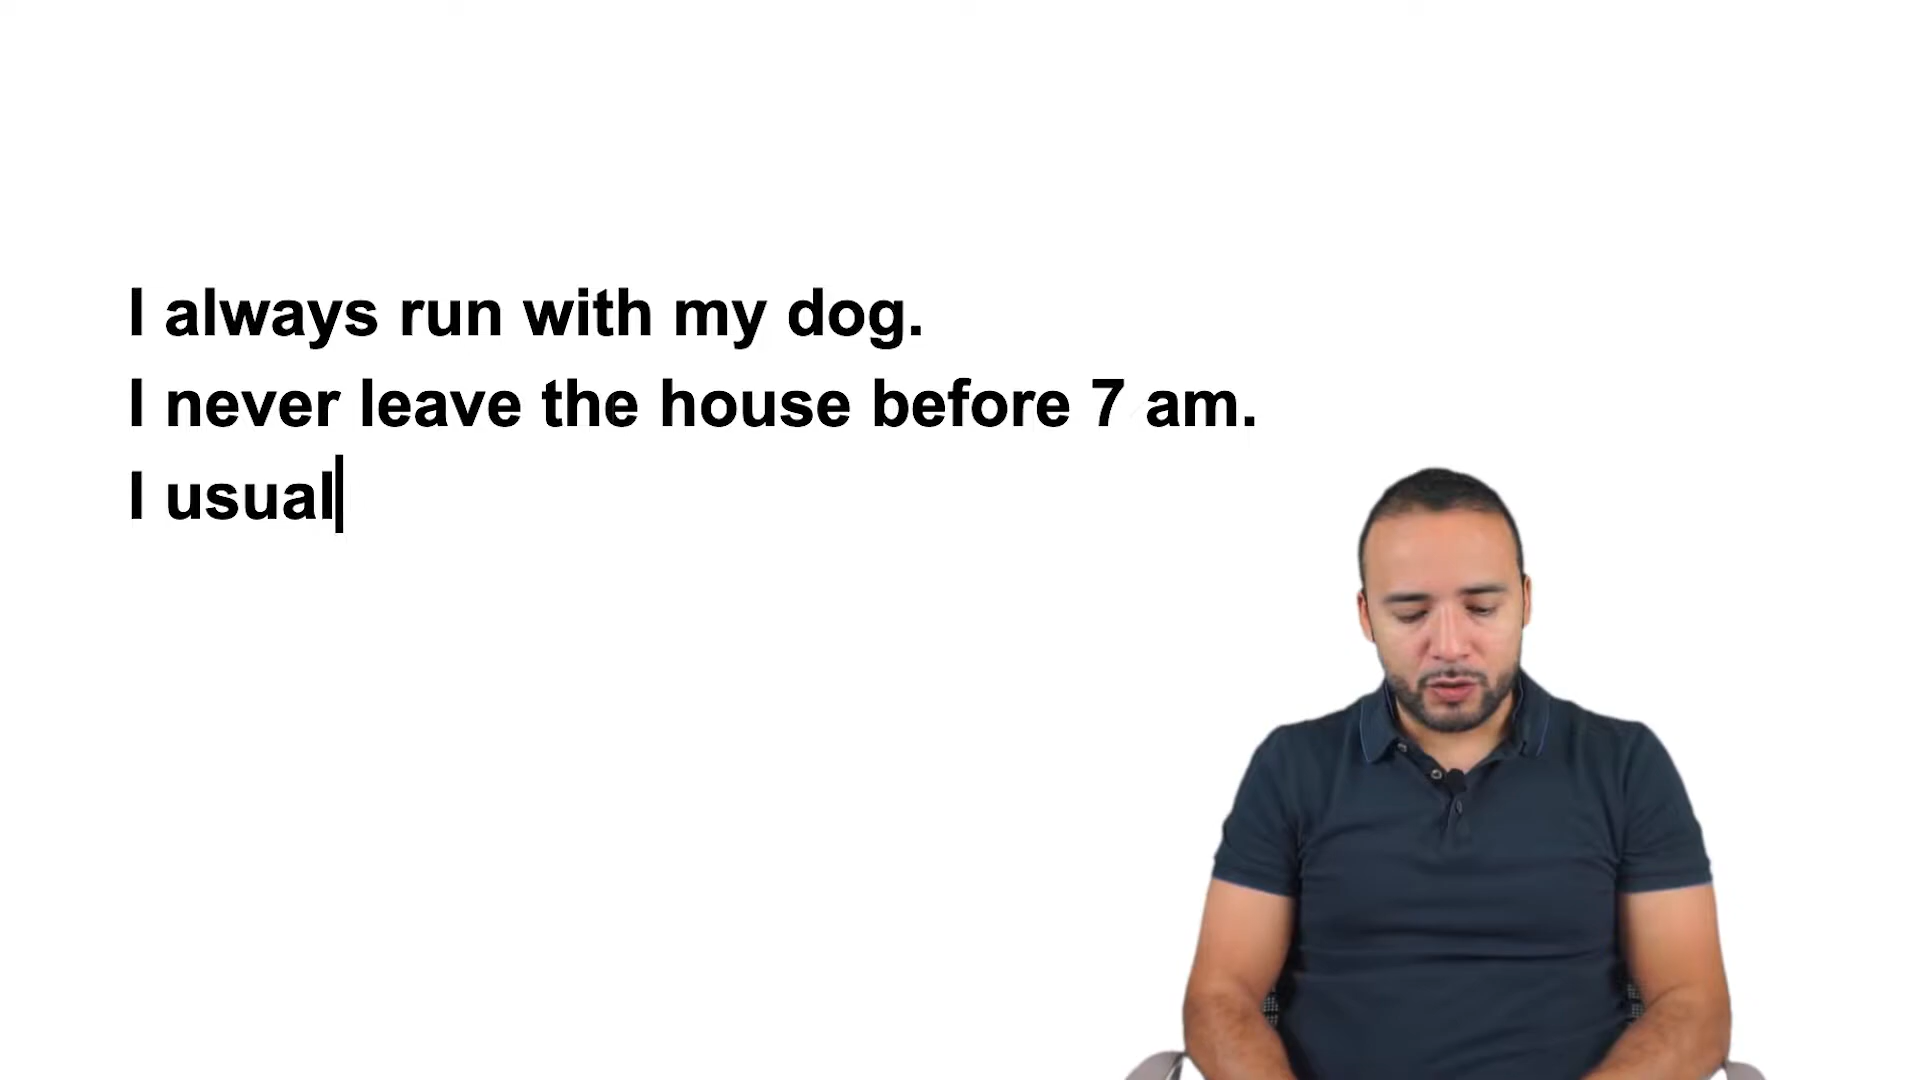 I always run with my dog.
I never leave the house before 7 am.
I usual